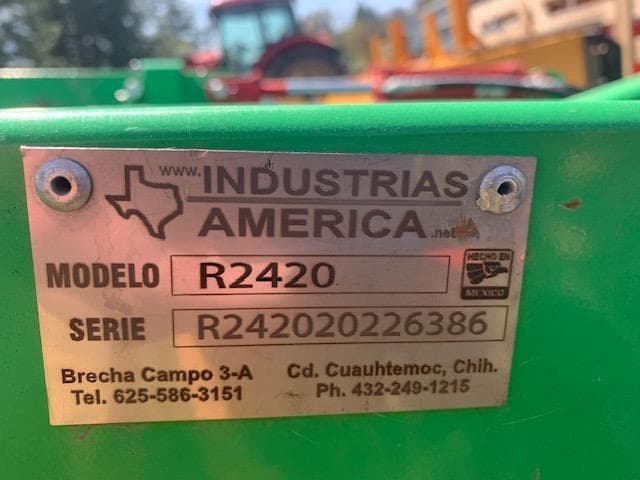 www. INDUSTRIAS
AMERICA .net
MODELO R2420
HECHO EN
MEXICO
SERIE R242020226386
Brecha Campo 3-A Cd. Cuauhtemoc, Chih.
Tel. 625-586-3151 Ph. 432-249-1215